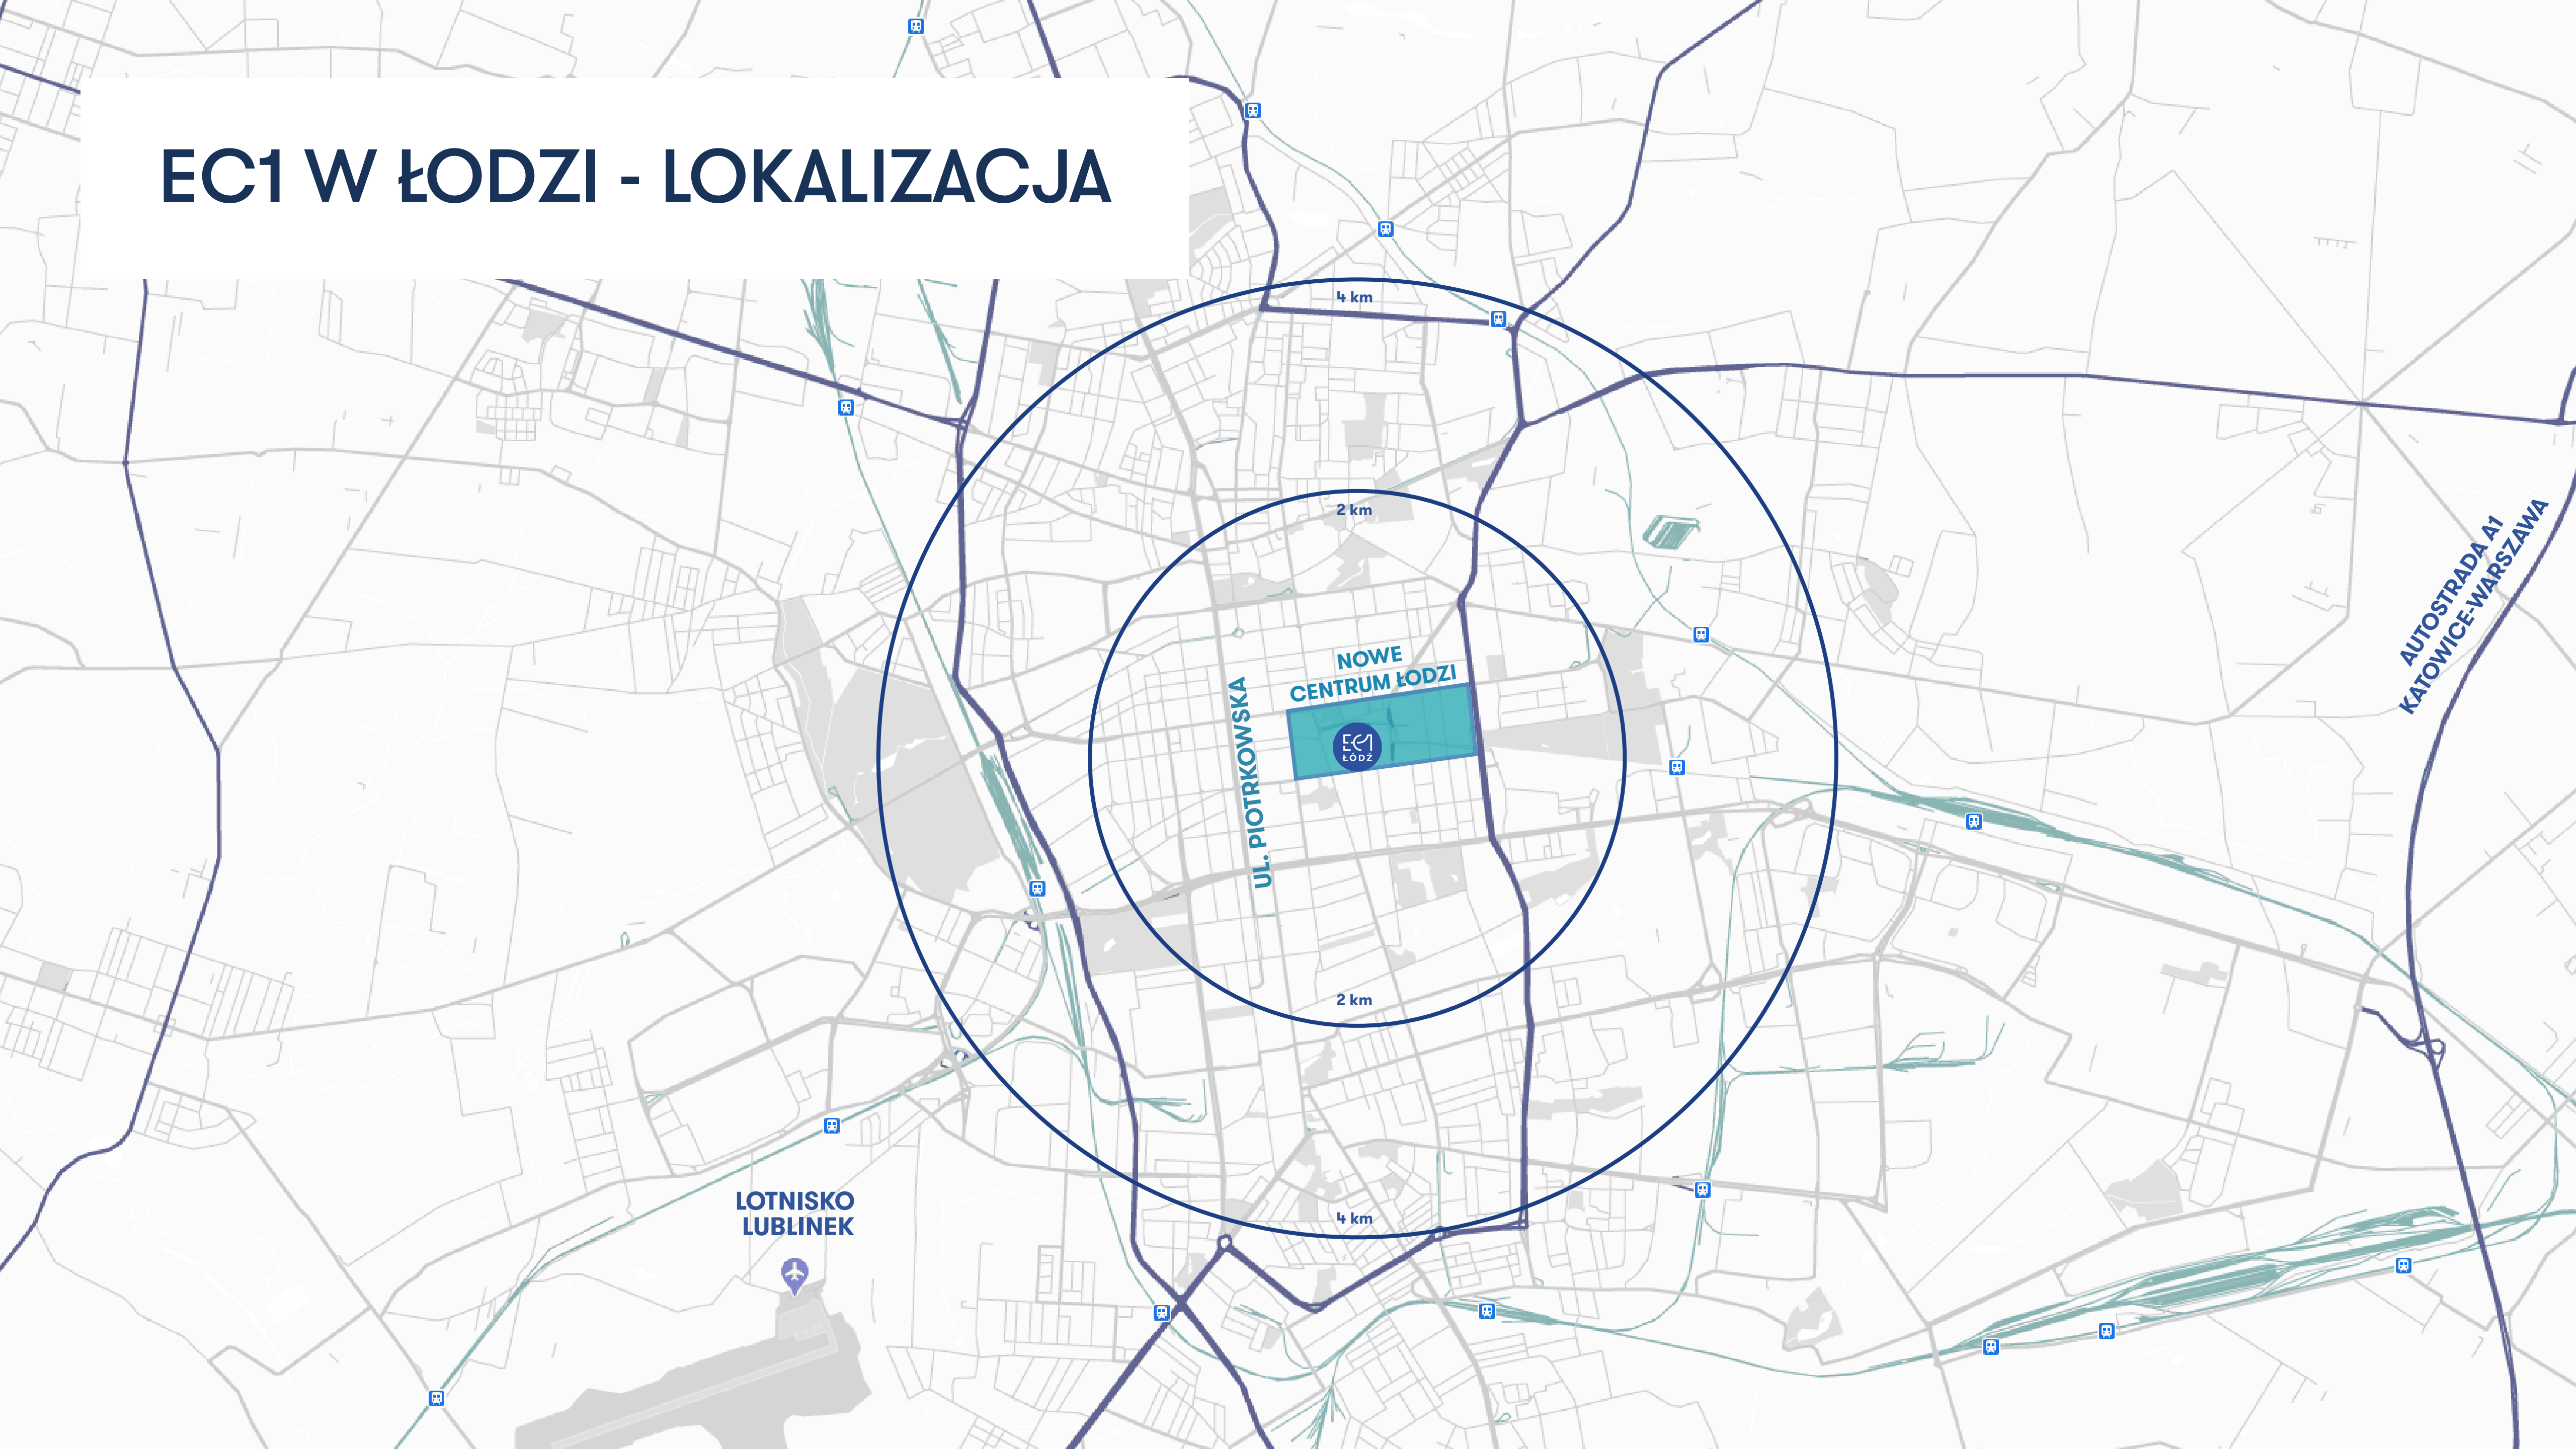 EC1 W ŁODZI - LOKALIZACJA
4 km
2 km
NOWE
CENTRUM ŁODZI
EC1
ŁÓDŹ
UL. PIOTRKOWSKA
AUTOSTRADA A1
KATOWICE-WARSZAWA
2 km
LOTNISKO
LUBLINEK
4 km